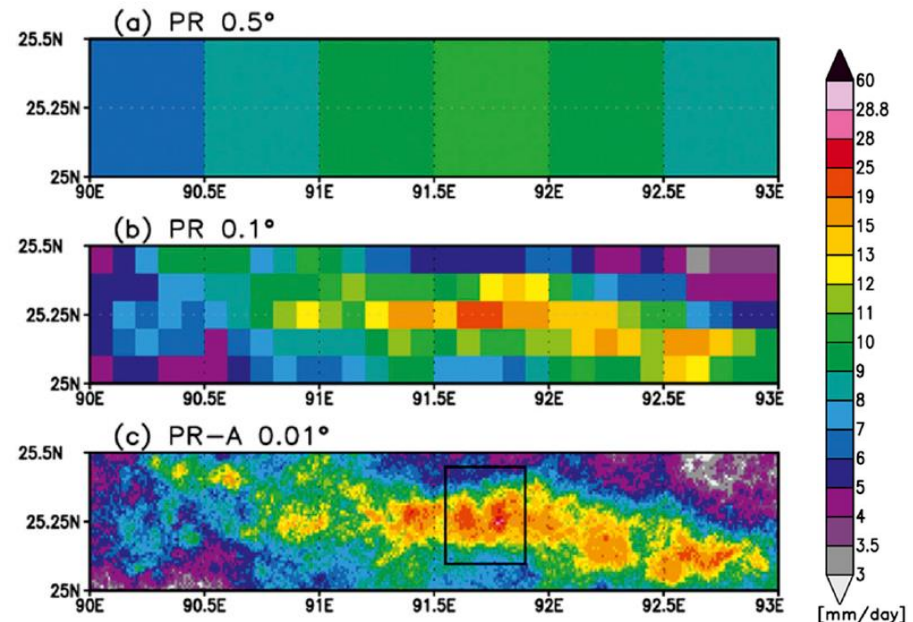 (a) PR 0.5°
25.5N
25.25N
25N
90E 90.5E 91E 91.5E 92E 92.5E 93E
(b) PR 0.1°
25.5N
25.25N
25N
90E 90.5E 91E 91.5E 92E 92.5E 93E
(c) PR-A 0.01°
25.5N
25.25N
25N
90E 90.5E 91E 91.5E 92E 92.5E 93E
60
28.8
28
25
19
15
13
12
11
10
9
8
7
6
5
4
3.5
3
[mm/day]